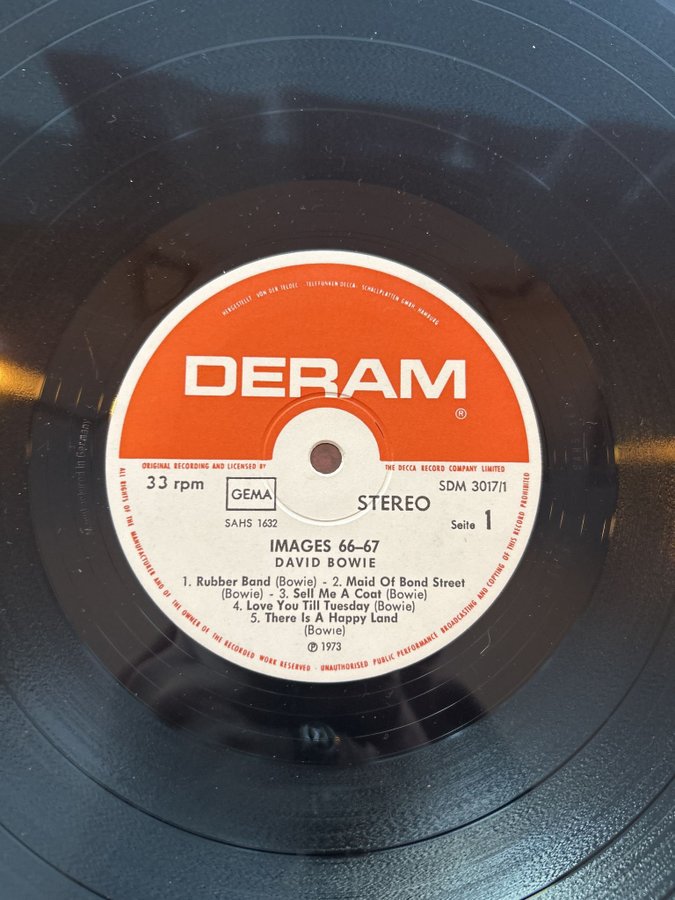 HERGESTELLT VON DER TELDEC · TELEFUNKEN-DECCA · SCHALLPLATTEN GMBH, HAMBURG
DERAM
®
ORIGINAL RECORDING AND LICENSED BY THE DECCA RECORD COMPANY LIMITED
33 rpm
GEMA
SAHS 1632
STEREO
SDM 3017/1
Seite 1
IMAGES 66–67
DAVID BOWIE
1. Rubber Band (Bowie) - 2. Maid Of Bond Street
(Bowie) - 3. Sell Me A Coat (Bowie)
4. Love You Till Tuesday (Bowie)
5. There Is A Happy Land
(Bowie)
℗ 1973
ALL RIGHTS OF THE MANUFACTURER AND OF THE OWNER OF THE RECORDED WORK RESERVED · UNAUTHORISED PUBLIC PERFORMANCE BROADCASTING AND COPYING OF THIS RECORD PROHIBITED
in Germany